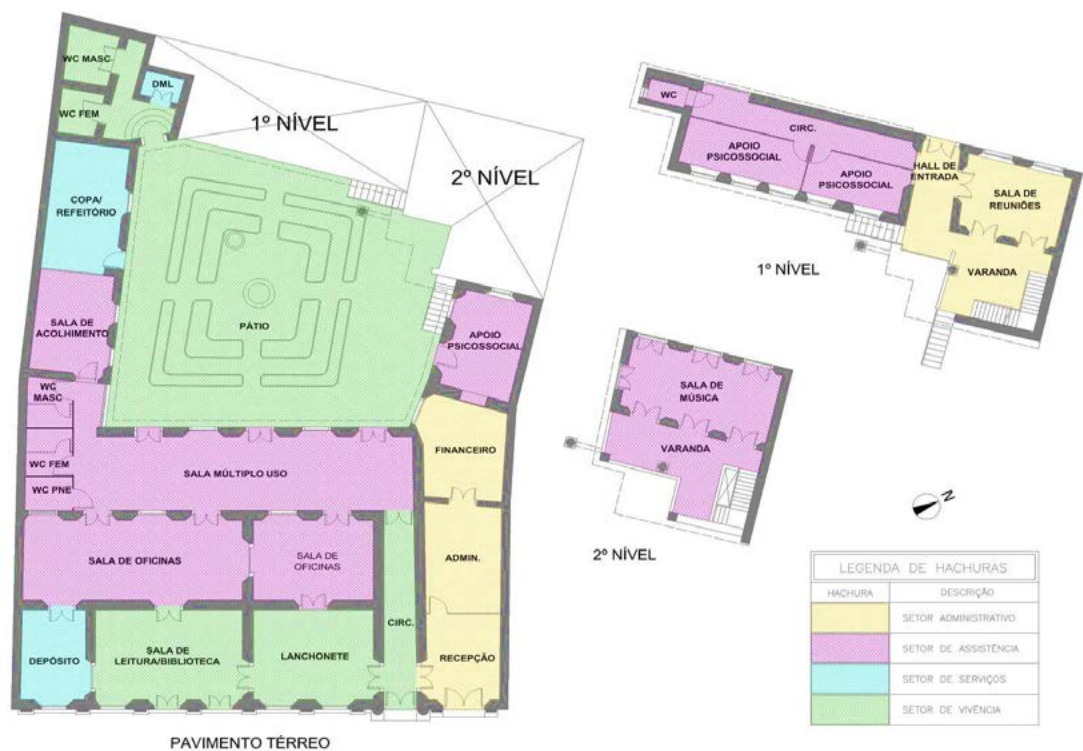 WC MASC
DML
WC FEM
1º NÍVEL
2º NÍVEL
COPA/
REFEITÓRIO
PÁTIO
SALA DE
ACOLHIMENTO
APOIO
PSICOSSOCIAL
WC
MASC
WC FEM
WC PNE
SALA MÚLTIPLO USO
FINANCEIRO
SALA DE OFICINAS
SALA DE
OFICINAS
ADMIN.
DEPÓSITO
SALA DE
LEITURA/BIBLIOTECA
LANCHONETE
CIRC.
RECEPÇÃO
PAVIMENTO TÉRREO
WC
CIRC.
APOIO
PSICOSSOCIAL
APOIO
PSICOSSOCIAL
HALL DE
ENTRADA
SALA DE
REUNIÕES
VARANDA
1º NÍVEL
SALA DE
MÚSICA
VARANDA
2º NÍVEL
N
LEGENDA DE HACHURAS
HACHURA
DESCRIÇÃO
SETOR ADMINISTRATIVO
SETOR DE ASSISTÊNCIA
SETOR DE SERVIÇOS
SETOR DE VIVÊNCIA